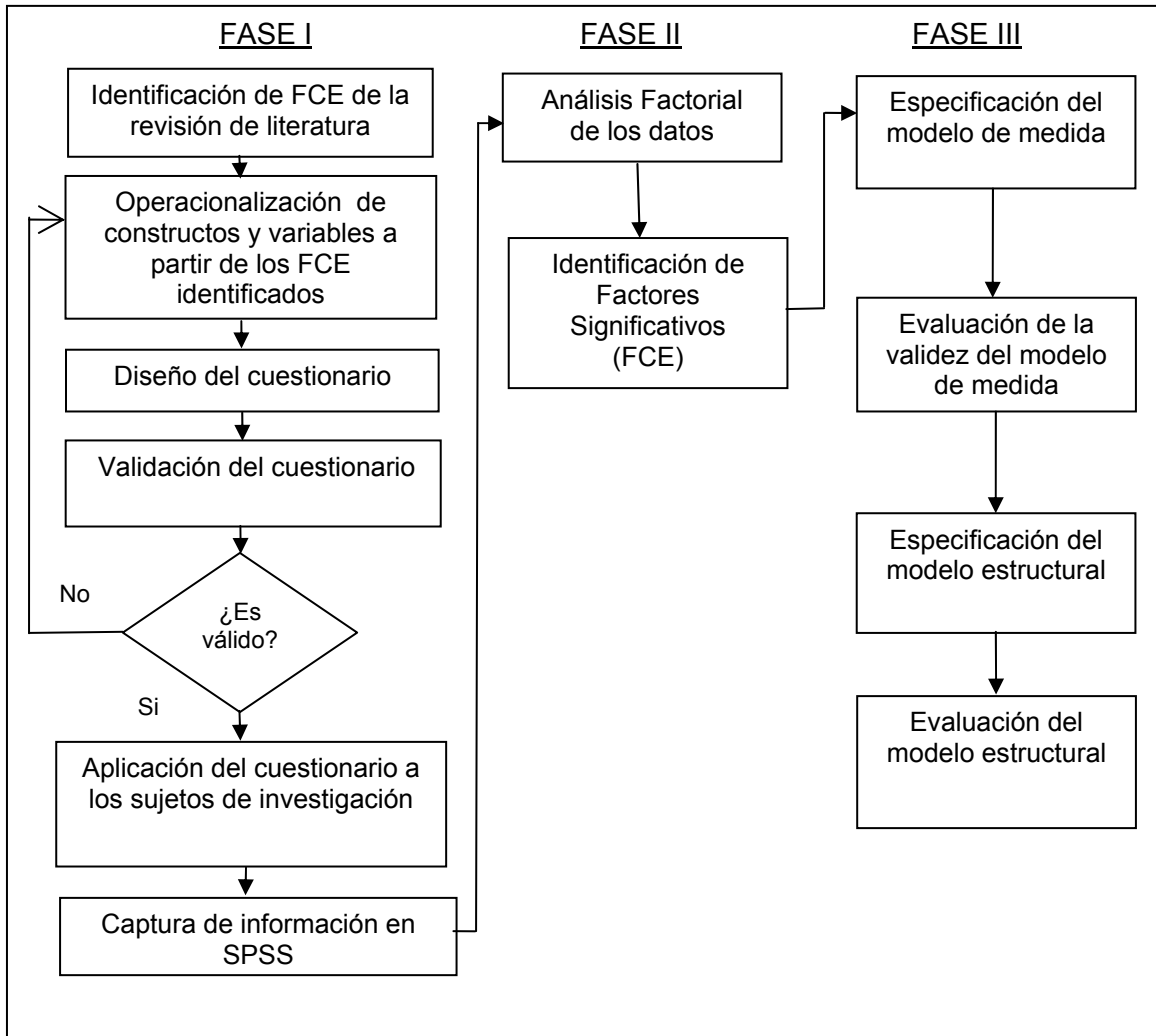 FASE I
Identificación de FCE de la
revisión de literatura
Operacionalización de
constructos y variables a
partir de los FCE
identificados
Diseño del cuestionario
Validación del cuestionario
¿Es
válido?
No
Si
Aplicación del cuestionario a
los sujetos de investigación
Captura de información en
SPSS
FASE II
Análisis Factorial
de los datos
Identificación de
Factores
Significativos
(FCE)
FASE III
Especificación del
modelo de medida
Evaluación de la
validez del modelo
de medida
Especificación del
modelo estructural
Evaluación del
modelo estructural